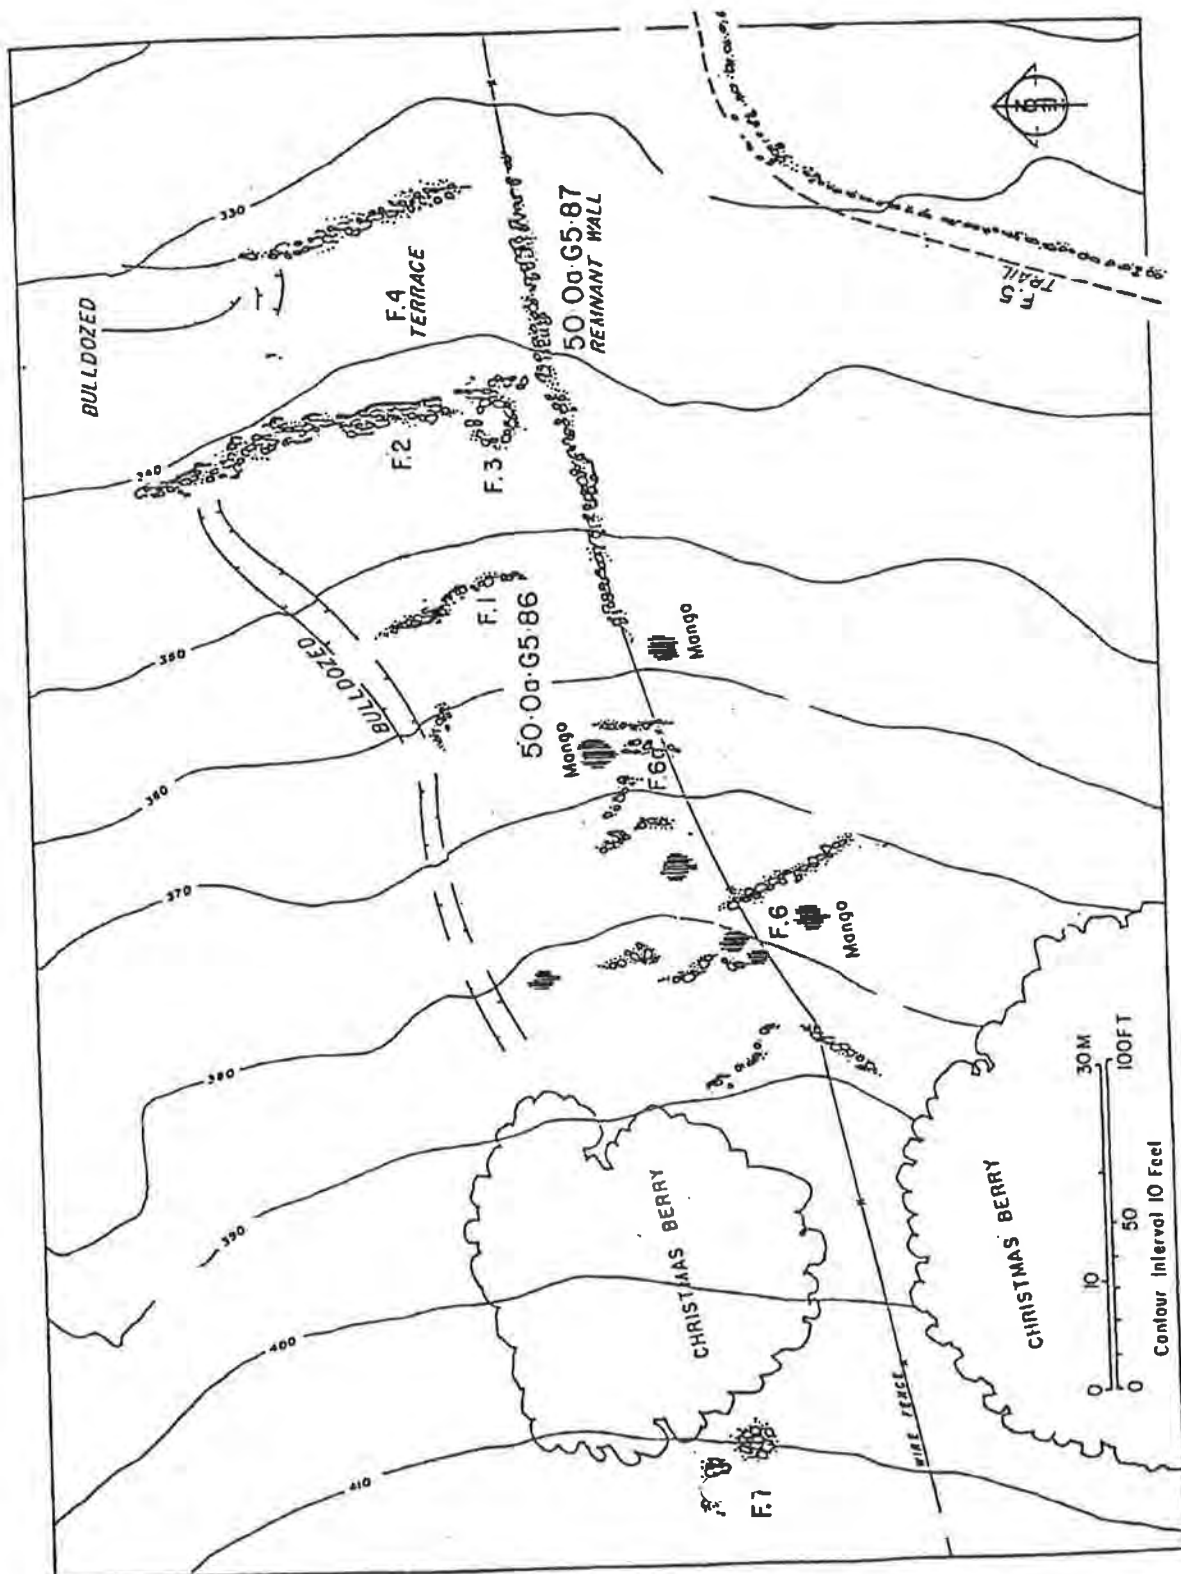 330
BULLDOZED
F.4
TERRACE
50-Oa-G5-87
REMNANT WALL
F.5
TRAIL
340
F.2
F.3
350
BULLDOZED
F.1
50-Oa-G5-86
Mango
Mango
360
F.6a
370
F.6
Mango
380
390
CHRISTMAS BERRY
400
CHRISTMAS BERRY
WIRE FENCE
410
F.7
0 10 30M
0 50 100FT
Contour Interval 10 Feet